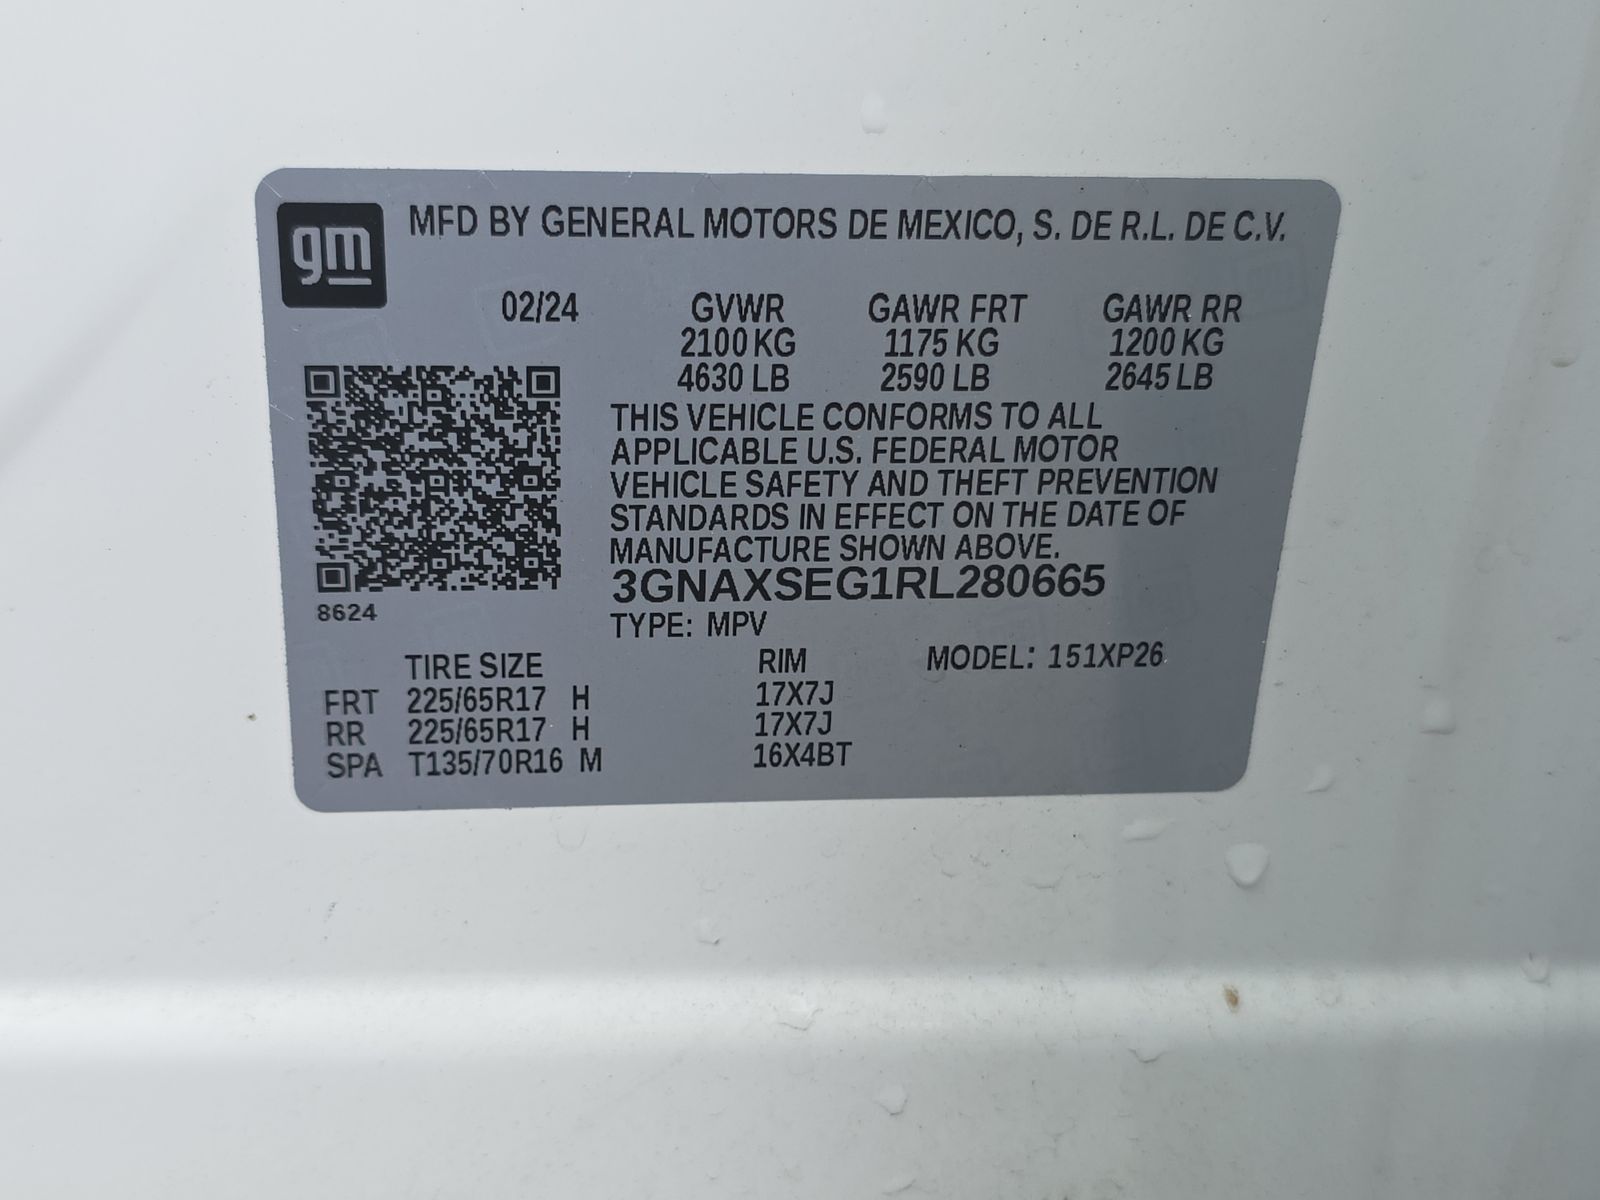 gm
MFD BY GENERAL MOTORS DE MEXICO, S. DE R.L. DE C.V.
02/24 GVWR GAWR FRT GAWR RR
2100 KG 1175 KG 1200 KG
4630 LB 2590 LB 2645 LB
THIS VEHICLE CONFORMS TO ALL
APPLICABLE U.S. FEDERAL MOTOR
VEHICLE SAFETY AND THEFT PREVENTION
STANDARDS IN EFFECT ON THE DATE OF
MANUFACTURE SHOWN ABOVE.
3GNAXSEG1RL280665
8624
TYPE: MPV
TIRE SIZE RIM MODEL: 151XP26
FRT 225/65R17 H 17X7J
RR 225/65R17 H 17X7J
SPA T135/70R16 M 16X4BT